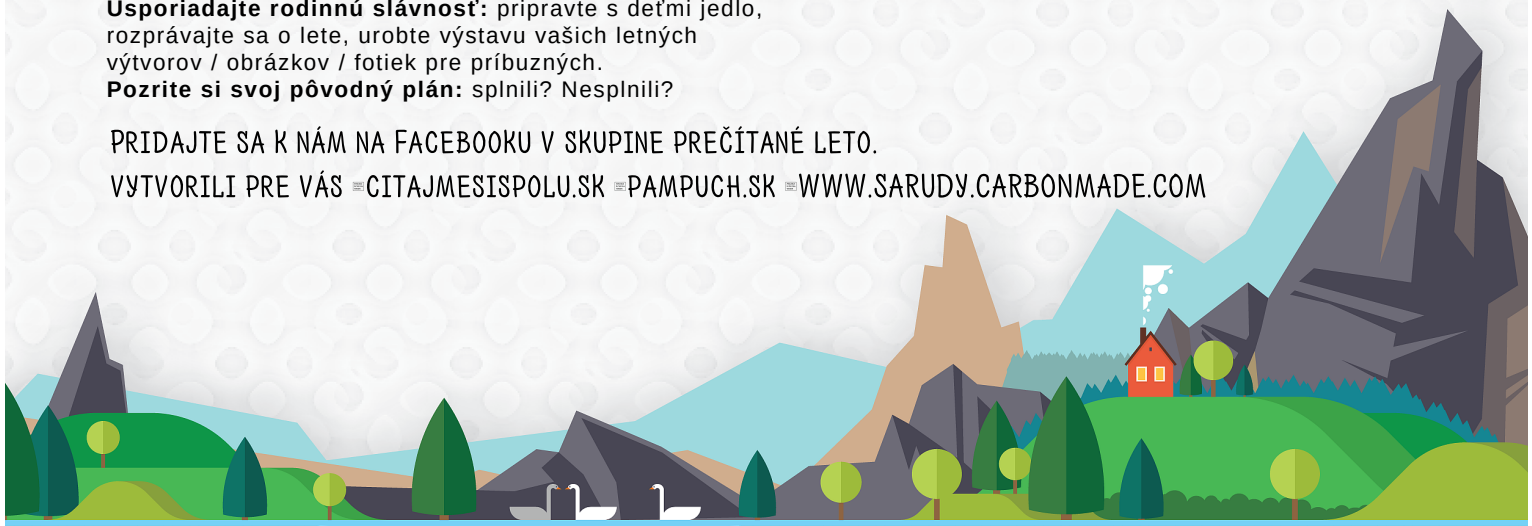 Usporiadajte rodinnú slávnosť: pripravte s deťmi jedlo,
rozprávajte sa o lete, urobte výstavu vašich letných
výtvorov / obrázkov / fotiek pre príbuzných.
Pozrite si svoj pôvodný plán: splnili? Nesplnili?
PRIDAJTE SA K NÁM NA FACEBOOKU V SKUPINE PREČÍTANÉ LETO.
VYTVORILI PRE VÁS CITAJMESISPOLU.SK PAMPUCH.SK WWW.SARUDY.CARBONMADE.COM